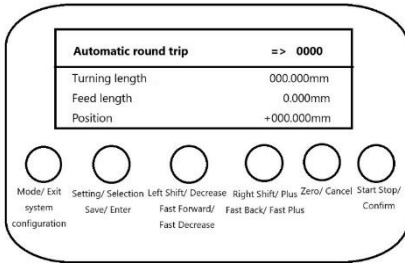 Automatic round trip => 0000
Turning length 000.000mm
Feed length 0.000mm
Position +000.000mm
Mode/ Exit
system
configuration
Setting/ Selection
Save/ Enter
Left Shift/ Decrease
Fast Forward/
Fast Decrease
Right Shift/ Plus
Fast Back/ Fast Plus
Zero/ Cancel
Start Stop/
Confirm